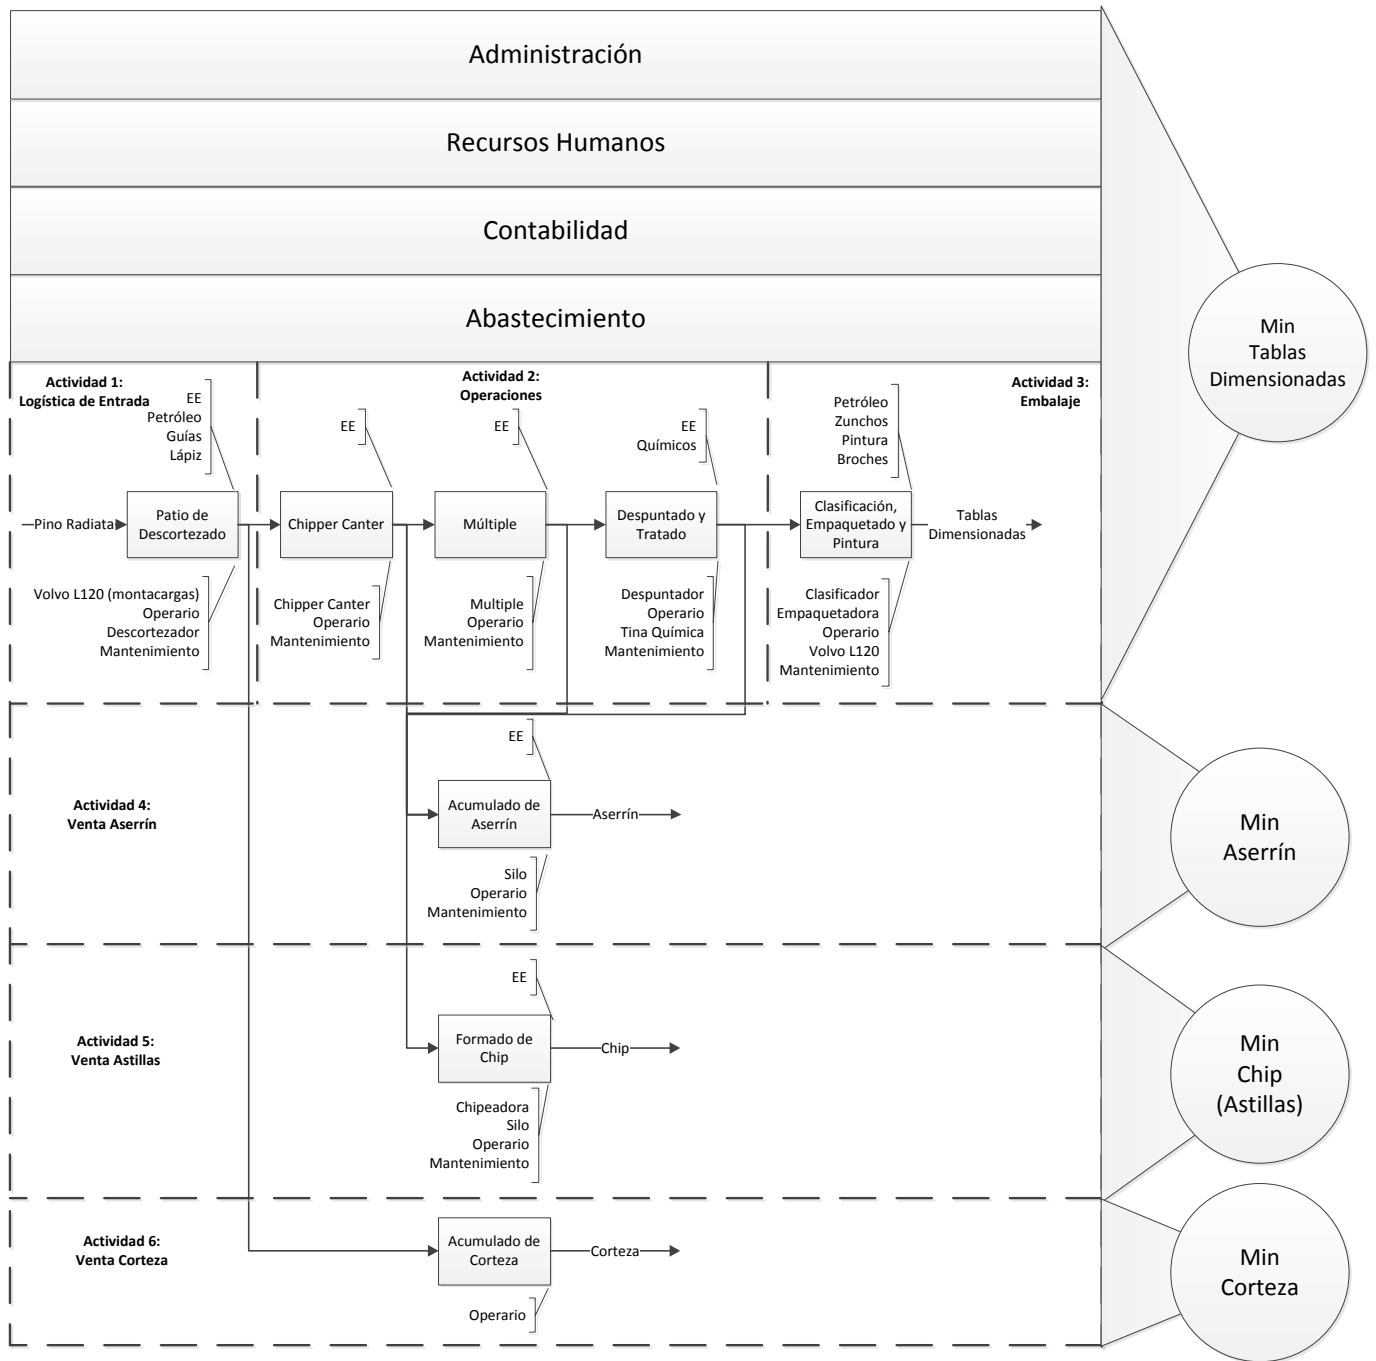 Administración
Recursos Humanos
Contabilidad
Abastecimiento
Min
Tablas
Dimensionadas
Actividad 1:
Logística de Entrada
EE
Petróleo
Guías
Lápiz
Pino Radiata
Patio de
Descortezado
Volvo L120 (montacargas)
Operario
Descortezador
Mantenimiento
Actividad 2:
Operaciones
EE
Chipper Canter
Chipper Canter
Operario
Mantenimiento
EE
Múltiple
Multiple
Operario
Mantenimiento
EE
Químicos
Despuntado y
Tratado
Despuntador
Operario
Tina Química
Mantenimiento
Actividad 3:
Embalaje
Petróleo
Zunchos
Pintura
Broches
Clasificación,
Empaquetado y
Pintura
Tablas
Dimensionadas
Clasificador
Empaquetadora
Operario
Volvo L120
Mantenimiento
Actividad 4:
Venta Aserrín
EE
Acumulado de
Aserrín
Aserrín
Silo
Operario
Mantenimiento
Min
Aserrín
Actividad 5:
Venta Astillas
EE
Formado de
Chip
Chip
Chipeadora
Silo
Operario
Mantenimiento
Min
Chip
(Astillas)
Actividad 6:
Venta Corteza
Acumulado de
Corteza
Corteza
Operario
Min
Corteza